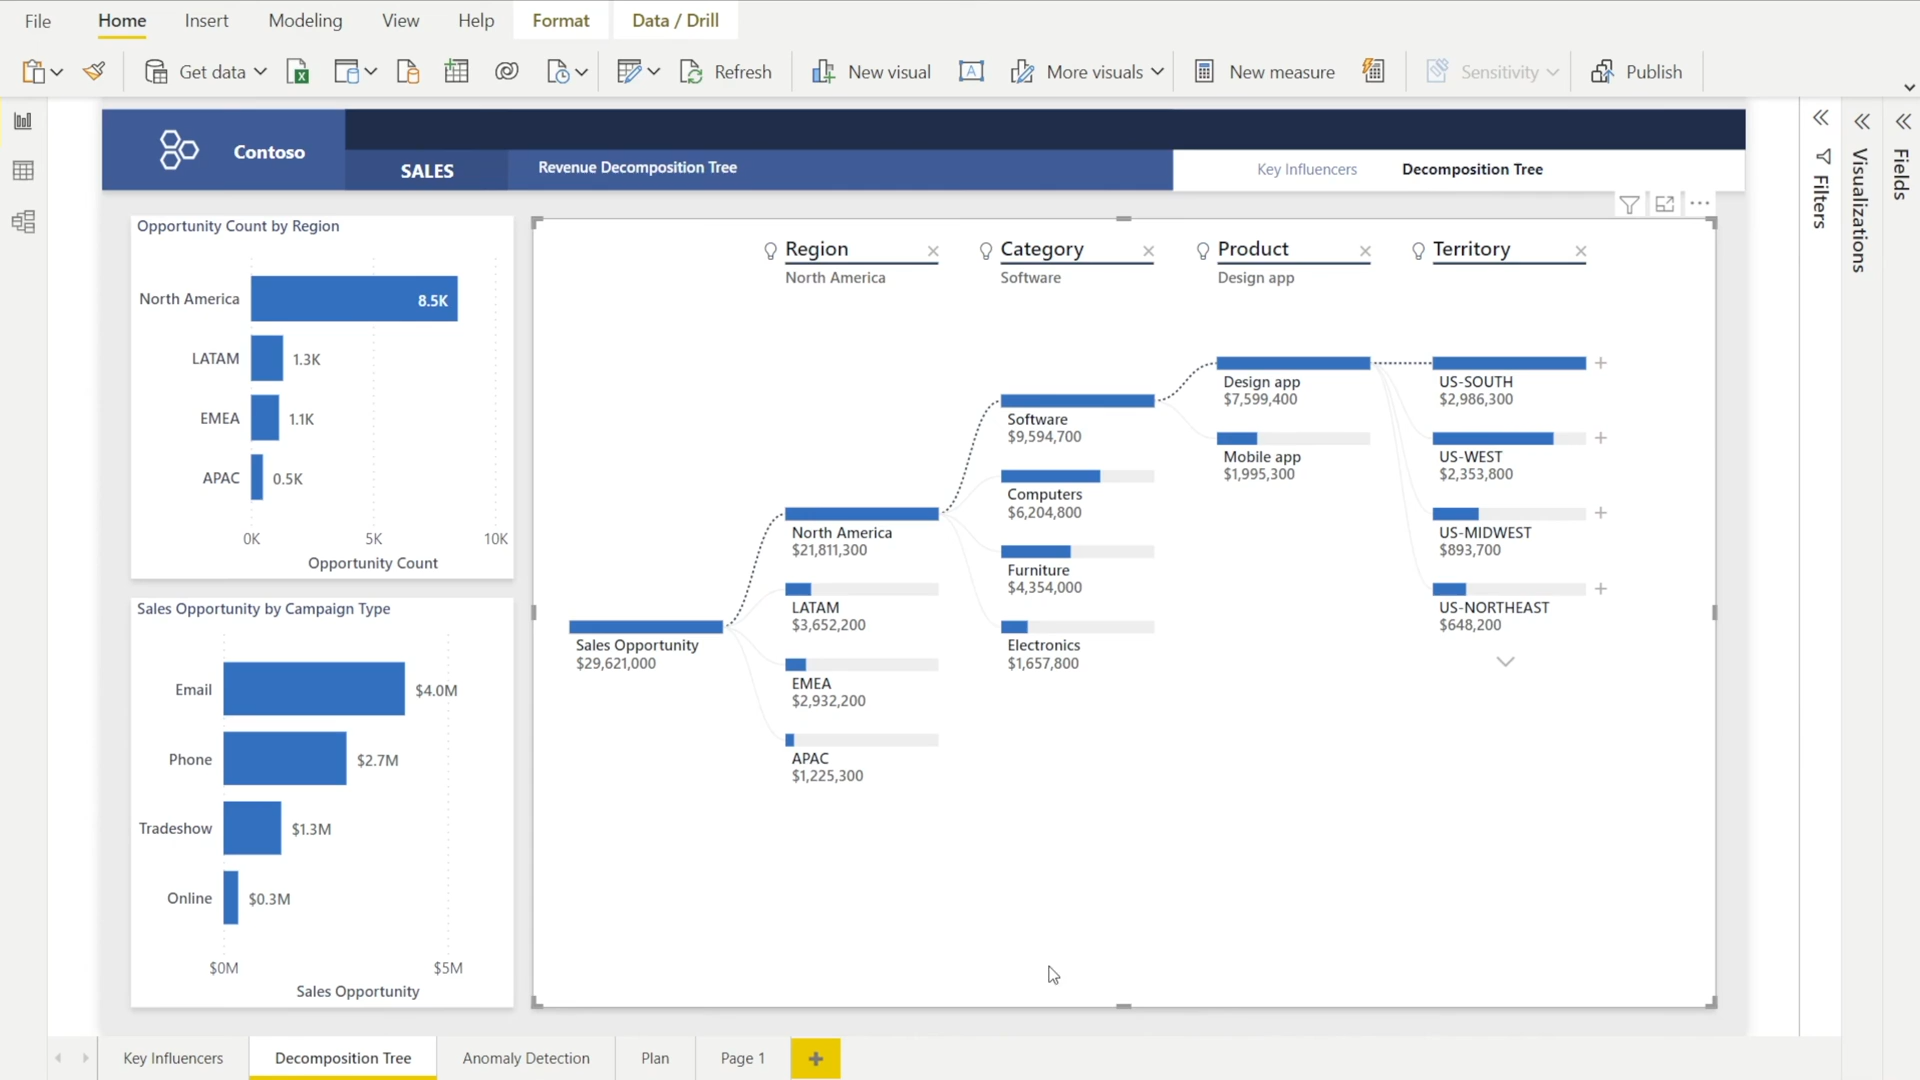 File
Home
Insert
Modeling
View
Help
Format
Data / Drill
Get data
Refresh
New visual
More visuals
New measure
Sensitivity
Publish
Contoso
SALES
Revenue Decomposition Tree
Key Influencers
Decomposition Tree
Filters
Visualizations
Fields
Opportunity Count by Region
North America
8.5K
LATAM
1.3K
EMEA
1.1K
APAC
0.5K
0K
5K
10K
Opportunity Count
Sales Opportunity by Campaign Type
Email
$4.0M
Phone
$2.7M
Tradeshow
$1.3M
Online
$0.3M
$0M
$5M
Sales Opportunity
Region
North America
Category
Software
Product
Design app
Territory
Sales Opportunity
$29,621,000
North America
$21,811,300
LATAM
$3,652,200
EMEA
$2,932,200
APAC
$1,225,300
Software
$9,594,700
Computers
$6,204,800
Furniture
$4,354,000
Electronics
$1,657,800
Design app
$7,599,400
Mobile app
$1,995,300
US-SOUTH
$2,986,300
US-WEST
$2,353,800
US-MIDWEST
$893,700
US-NORTHEAST
$648,200
Key Influencers
Decomposition Tree
Anomaly Detection
Plan
Page 1